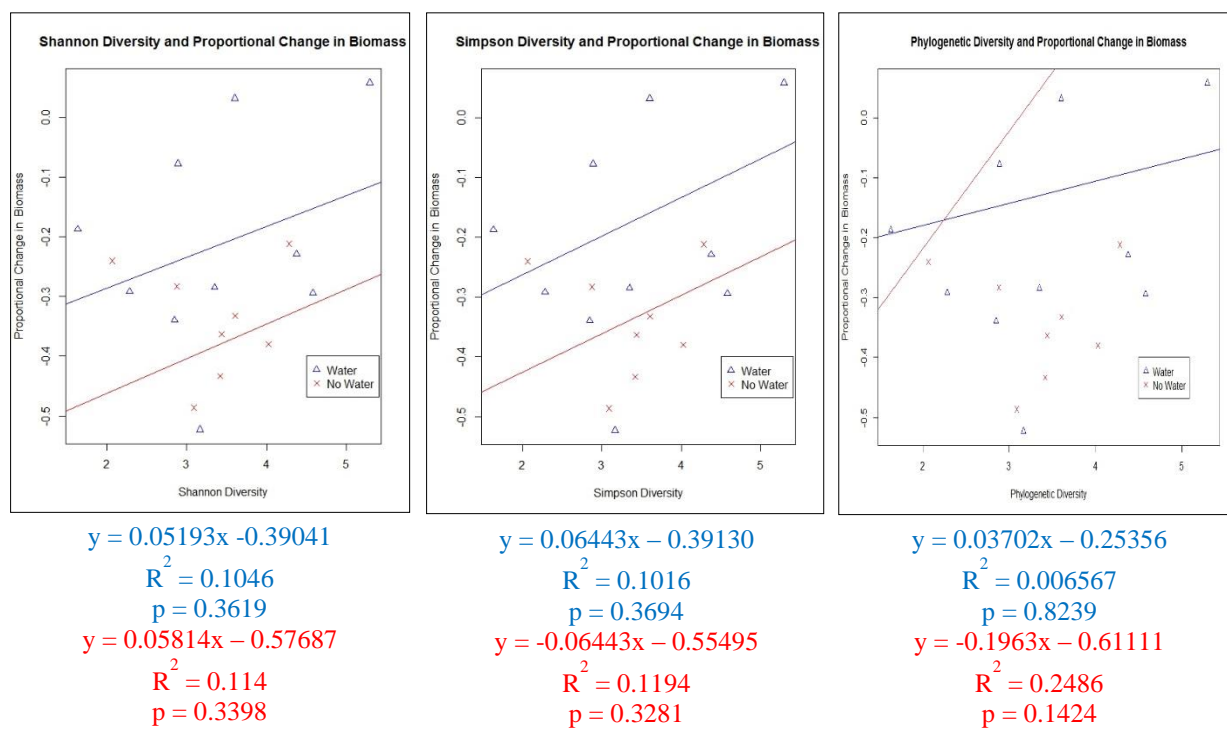 Shannon Diversity and Proportional Change in Biomass
Proportional Change in Biomass
0.0
-0.1
-0.2
-0.3
-0.4
-0.5
Water
No Water
2 3 4 5
Shannon Diversity
y = 0.05193x -0.39041
R² = 0.1046
p = 0.3619
y = 0.05814x – 0.57687
R² = 0.114
p = 0.3398
Simpson Diversity and Proportional Change in Biomass
Proportional Change in Biomass
0.0
-0.1
-0.2
-0.3
-0.4
-0.5
Water
No Water
2 3 4 5
Simpson Diversity
y = 0.06443x – 0.39130
R² = 0.1016
p = 0.3694
y = -0.06443x – 0.55495
R² = 0.1194
p = 0.3281
Phylogenetic Diversity and Proportional Change in Biomass
Proportional Change in Biomass
0.0
-0.1
-0.2
-0.3
-0.4
-0.5
Water
No Water
2 3 4 5
Phylogenetic Diversity
y = 0.03702x – 0.25356
R² = 0.006567
p = 0.8239
y = -0.1963x – 0.61111
R² = 0.2486
p = 0.1424